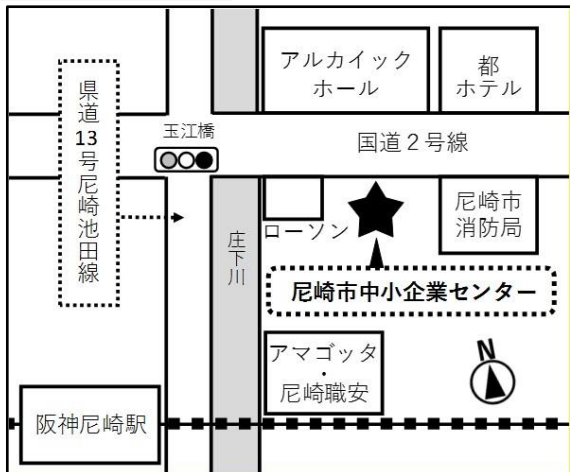 アルカイック
ホール
都
ホテル
県道13号尼崎池田線
玉江橋
国道２号線
ローソン
尼崎市
消防局
庄下川
尼崎市中小企業センター
アマゴッタ
・
尼崎職安
N
阪神尼崎駅